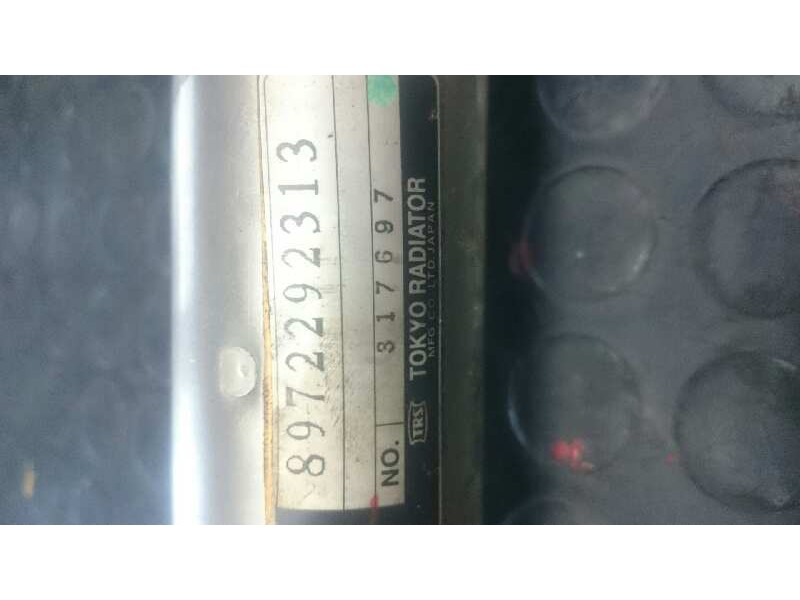 8972292313
NO. 317697
TRS TOKYO RADIATOR
MFG CO LTD JAPAN